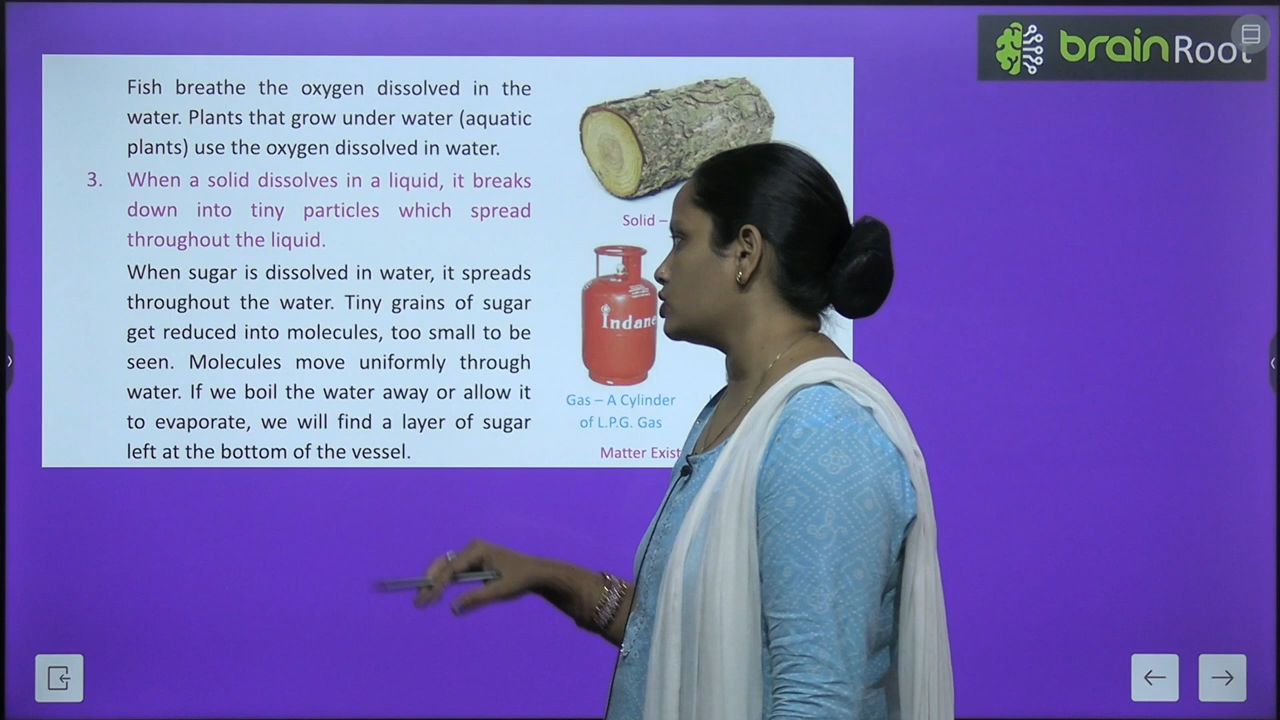 brainRoot
Fish breathe the oxygen dissolved in the
water. Plants that grow under water (aquatic
plants) use the oxygen dissolved in water.
3. When a solid dissolves in a liquid, it breaks
down into tiny particles which spread
throughout the liquid.
When sugar is dissolved in water, it spreads
throughout the water. Tiny grains of sugar
get reduced into molecules, too small to be
seen. Molecules move uniformly through
water. If we boil the water away or allow it
to evaporate, we will find a layer of sugar
left at the bottom of the vessel.
Solid –
Indane
Gas – A Cylinder
of L.P.G. Gas
Matter Exist